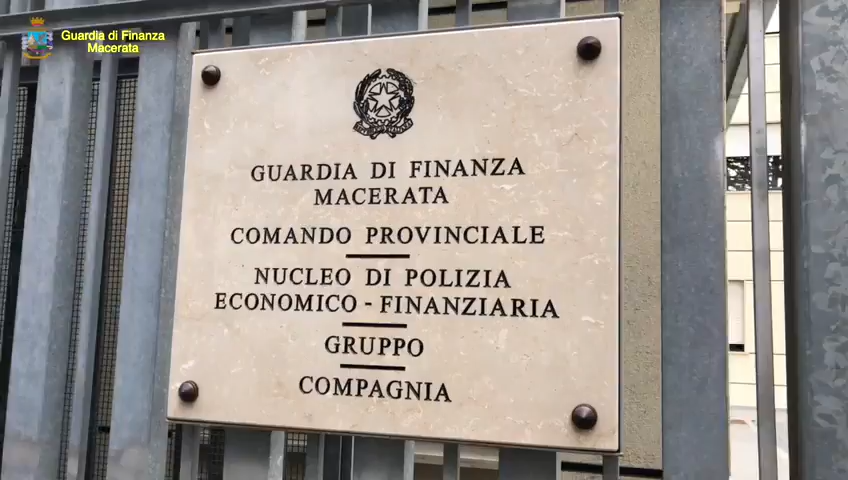 Guardia di Finanza
Macerata
GUARDIA DI FINANZA
MACERATA
COMANDO PROVINCIALE
NUCLEO DI POLIZIA
ECONOMICO - FINANZIARIA
GRUPPO
COMPAGNIA